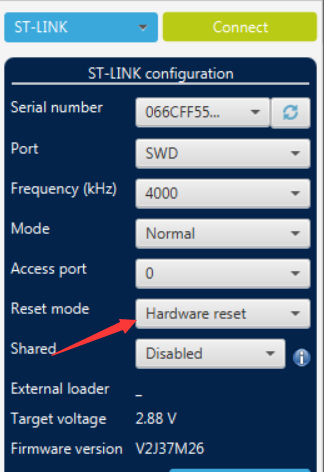 ST-LINK Connect
ST-LINK configuration
Serial number 066CFF55...
Port SWD
Frequency (kHz) 4000
Mode Normal
Access port 0
Reset mode Hardware reset
Shared Disabled
External loader _
Target voltage 2.88 V
Firmware version V2J37M26